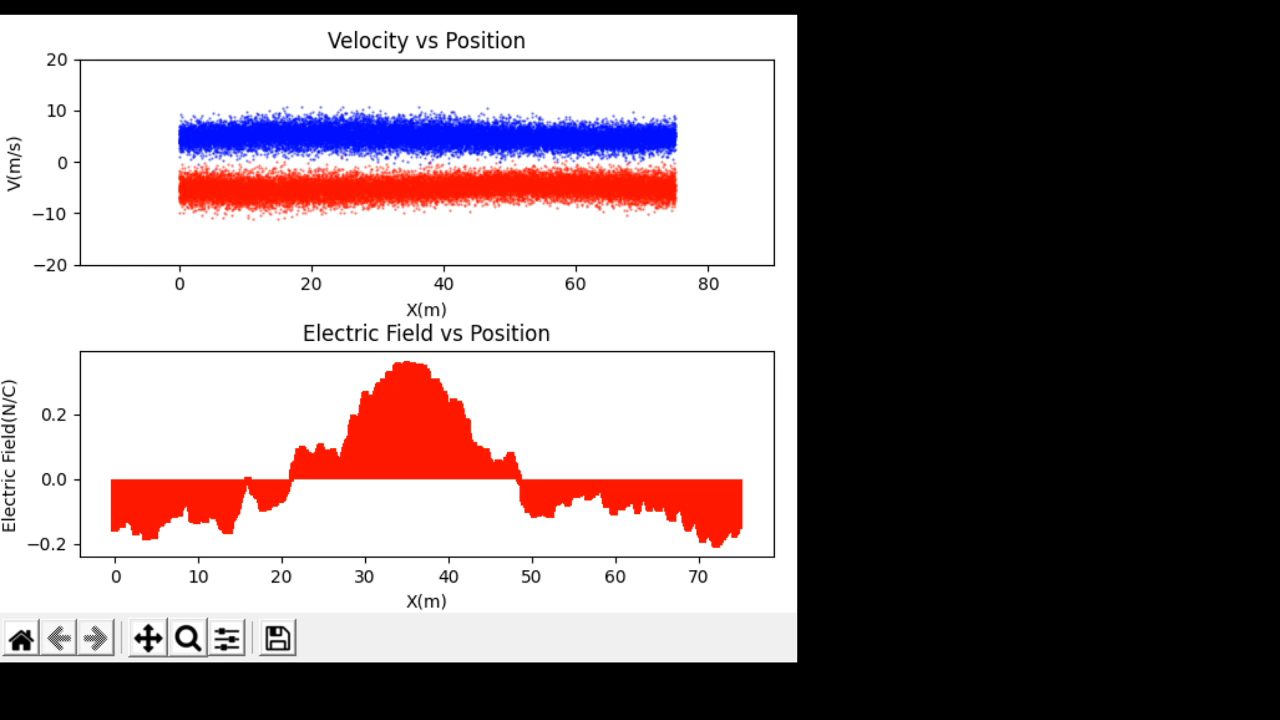 Velocity vs Position
20
10
0
−10
−20
V(m/s)
0 20 40 60 80
X(m)
Electric Field vs Position
0.2
0.0
−0.2
Electric Field(N/C)
0 10 20 30 40 50 60 70
X(m)